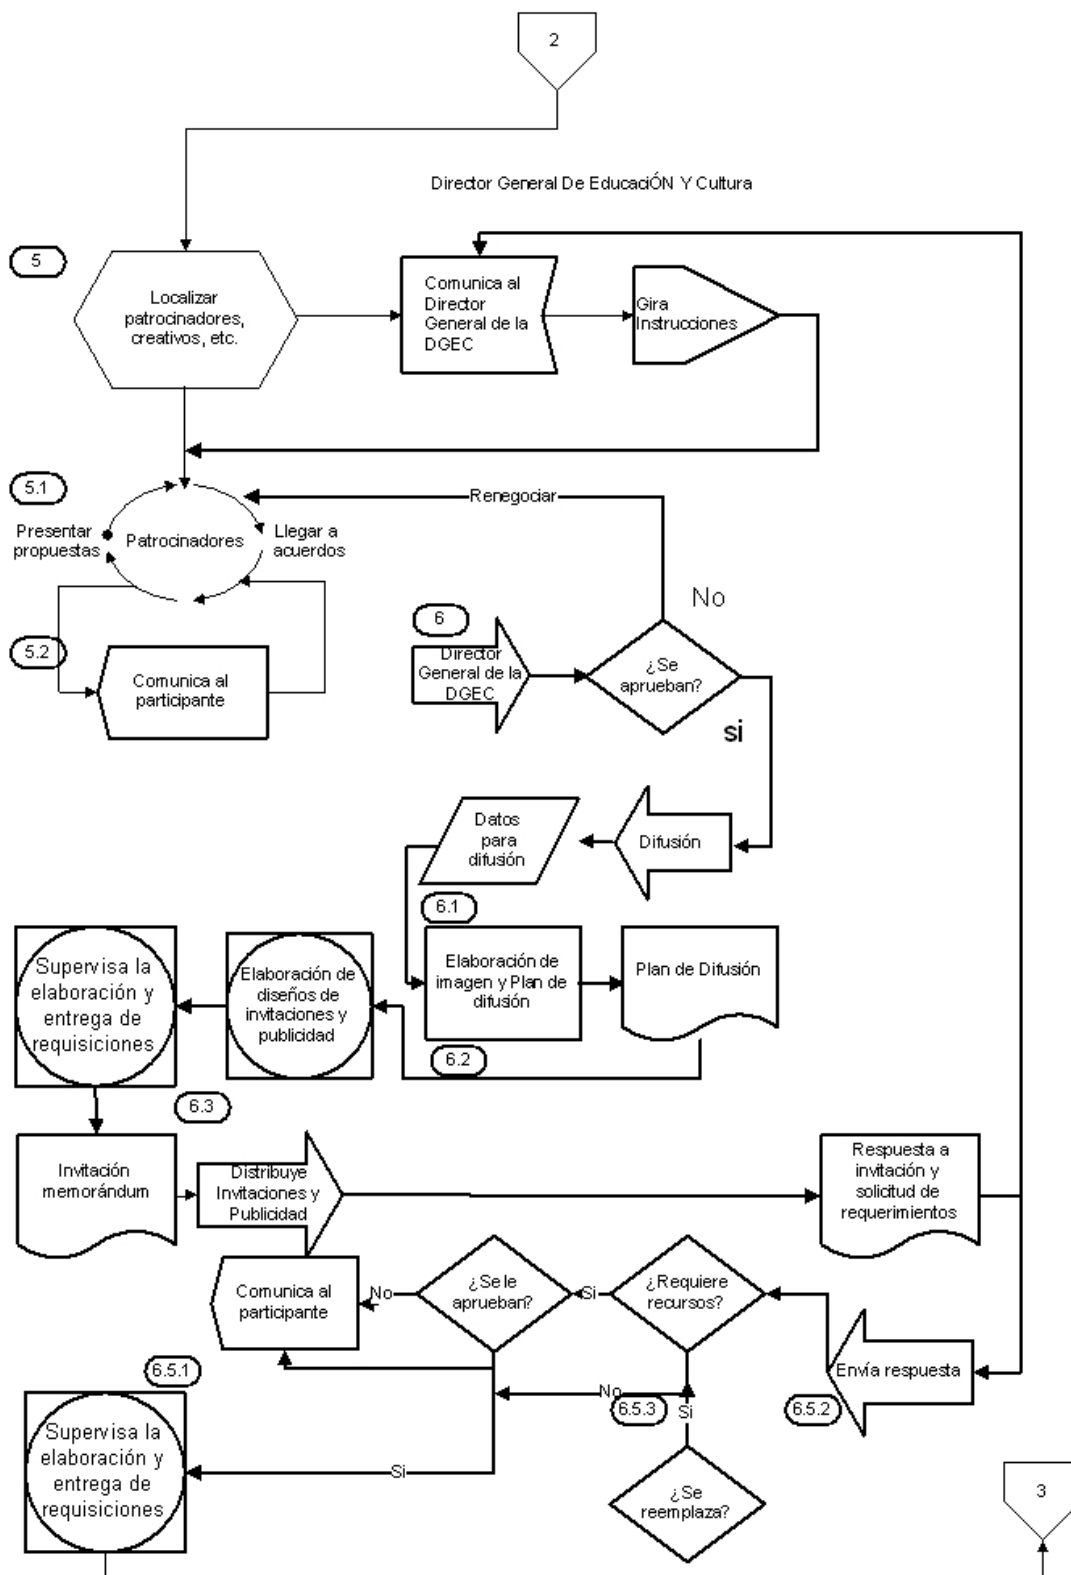 2
Director General De EducaciÓN Y Cultura
5
Localizar
patrocinadores,
creativos, etc.
Comunica al
Director
General de la
DGEC
Gira
Instrucciones
5.1
Presentar
propuestas
Patrocinadores
Llegar a
acuerdos
Renegociar
No
5.2
Comunica al
participante
6
Director
General de la
DGEC
¿Se
aprueban?
si
Datos
para
difusión
Difusión
6.1
Supervisa la
elaboración y
entrega de
requisiciones
Elaboración de
diseños de
invitaciones y
publicidad
Elaboración de
imagen y Plan de
difusión
Plan de Difusión
6.2
6.3
Invitación
memorándum
Distribuye
Invitaciones y
Publicidad
Respuesta a
invitación y
solicitud de
requerimientos
Comunica al
participante
No
¿Se le
aprueban?
Si
¿Requiere
recursos?
Envía respuesta
6.5.1
No
6.5.3
Si
6.5.2
Supervisa la
elaboración y
entrega de
requisiciones
Si
¿Se
reemplaza?
3